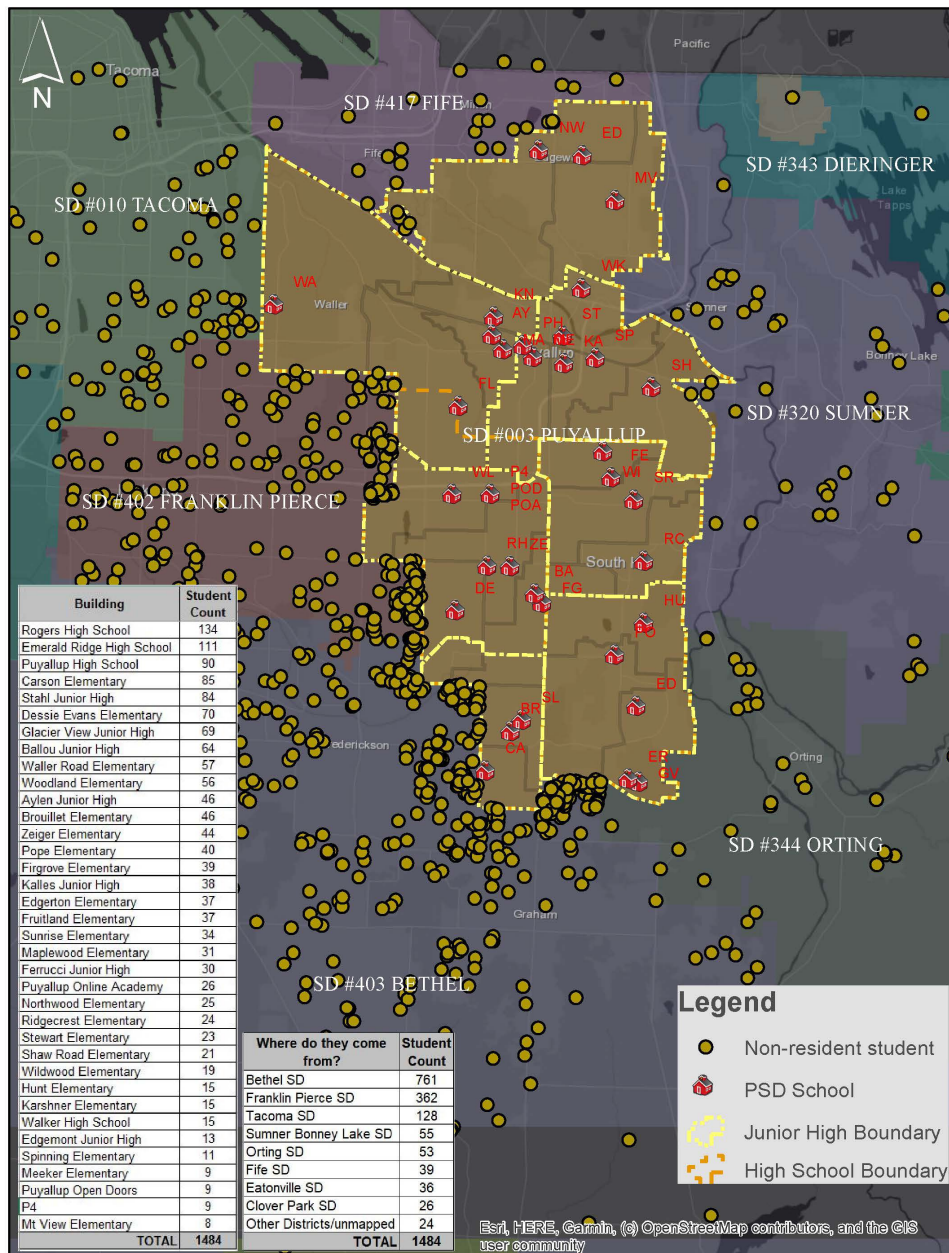 Pacific
Tacoma
N
SD #417 FIFE
NW
ED
SD #343 DIERINGER
Fife
MV
Lake
Tapps
SD #010 TACOMA
WK
WA
Waller
KN
AY
ST
PH
SP
Sumner
MA
KA
SH
Bonney Lake
FL
SD #320 SUMNER
SD #003 PUYALLUP
FE
WL
P4
WI
SR
SD #402 FRANKLIN PIERCE
POD
POA
RH
ZE
RC
BA
South H
DE
FG
HU
PO
SL
ED
BR
CA
ederickson
EB
GV
Orting
SD #344 ORTING
Graham
SD #403 BETHEL
Building Student Count
Rogers High School 134
Emerald Ridge High School 111
Puyallup High School 90
Carson Elementary 85
Stahl Junior High 84
Dessie Evans Elementary 70
Glacier View Junior High 69
Ballou Junior High 64
Waller Road Elementary 57
Woodland Elementary 56
Aylen Junior High 46
Brouillet Elementary 46
Zeiger Elementary 44
Pope Elementary 40
Firgrove Elementary 39
Kalles Junior High 38
Edgerton Elementary 37
Fruitland Elementary 37
Sunrise Elementary 34
Maplewood Elementary 31
Ferrucci Junior High 30
Puyallup Online Academy 26
Northwood Elementary 25
Ridgecrest Elementary 24
Stewart Elementary 23
Shaw Road Elementary 21
Wildwood Elementary 19
Hunt Elementary 15
Karshner Elementary 15
Walker High School 15
Edgemont Junior High 13
Spinning Elementary 11
Meeker Elementary 9
Puyallup Open Doors 9
P4 9
Mt View Elementary 8
TOTAL 1484
Where do they come from? Student Count
Bethel SD 761
Franklin Pierce SD 362
Tacoma SD 128
Sumner Bonney Lake SD 55
Orting SD 53
Fife SD 39
Eatonville SD 36
Clover Park SD 26
Other Districts/unmapped 24
TOTAL 1484
Legend
Non-resident student
PSD School
Junior High Boundary
High School Boundary
Esri, HERE, Garmin, (c) OpenStreetMap contributors, and the GIS
user community